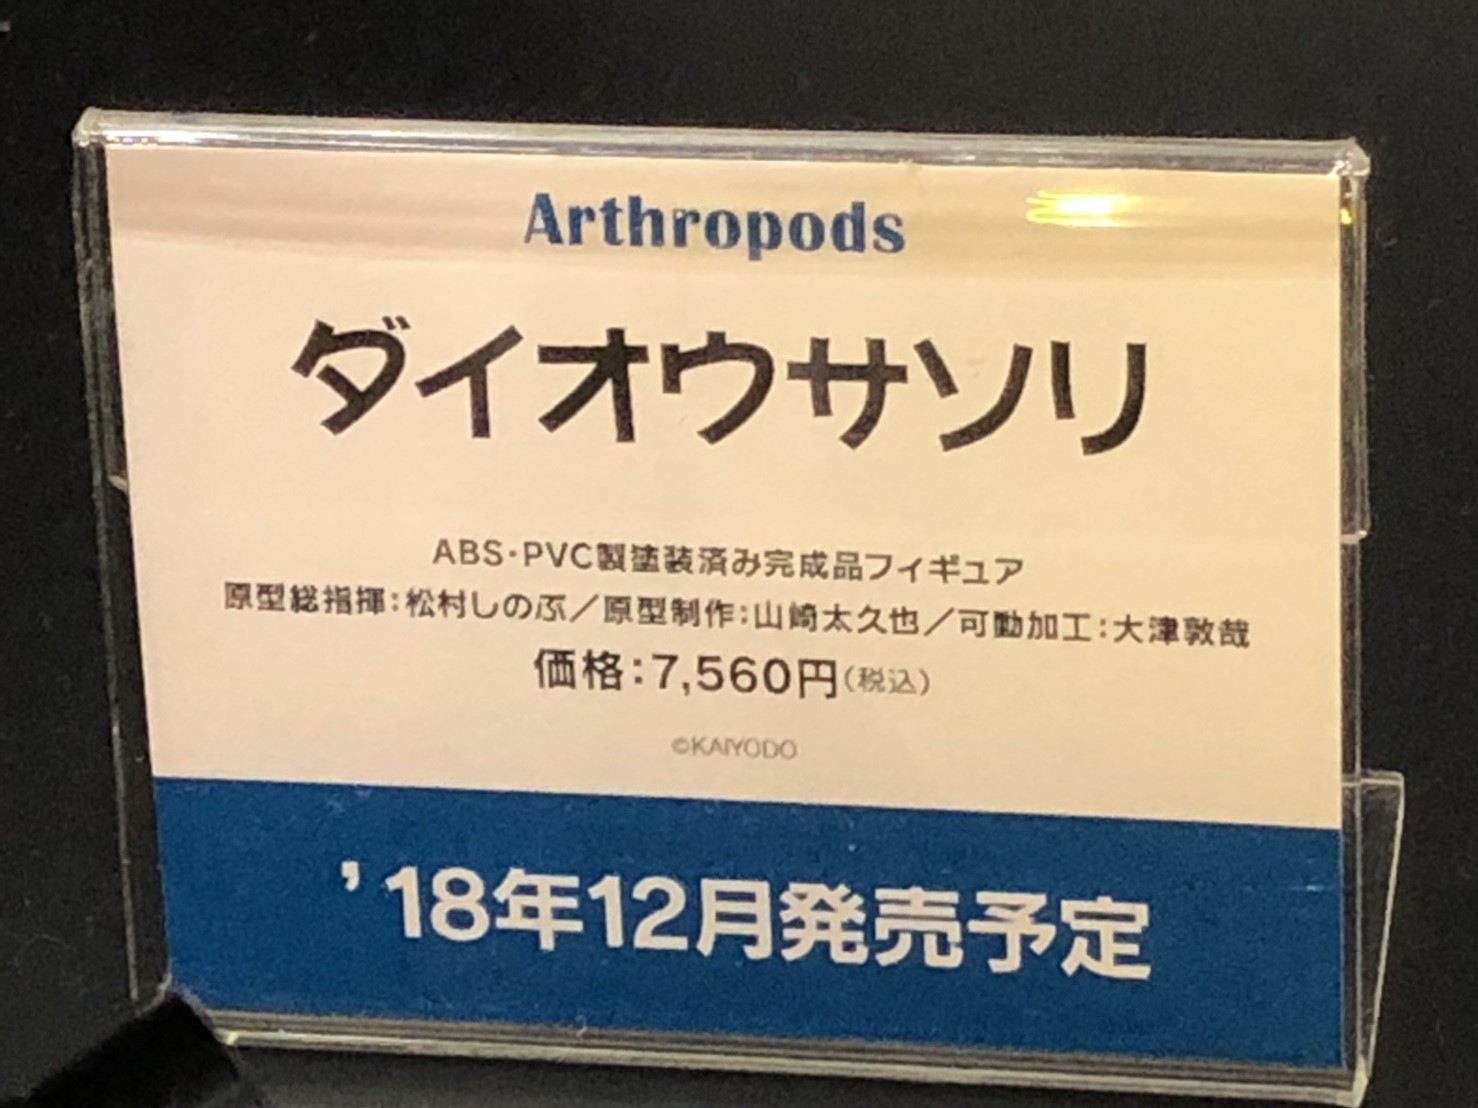 Arthropods
ダイオウサソリ
ABS・PVC製塗装済み完成品フィギュア
原型総指揮:松村しのぶ／原型制作:山崎太久也／可動加工:大津敦哉
価格:7,560円(税込)
©KAIYODO
’18年12月発売予定